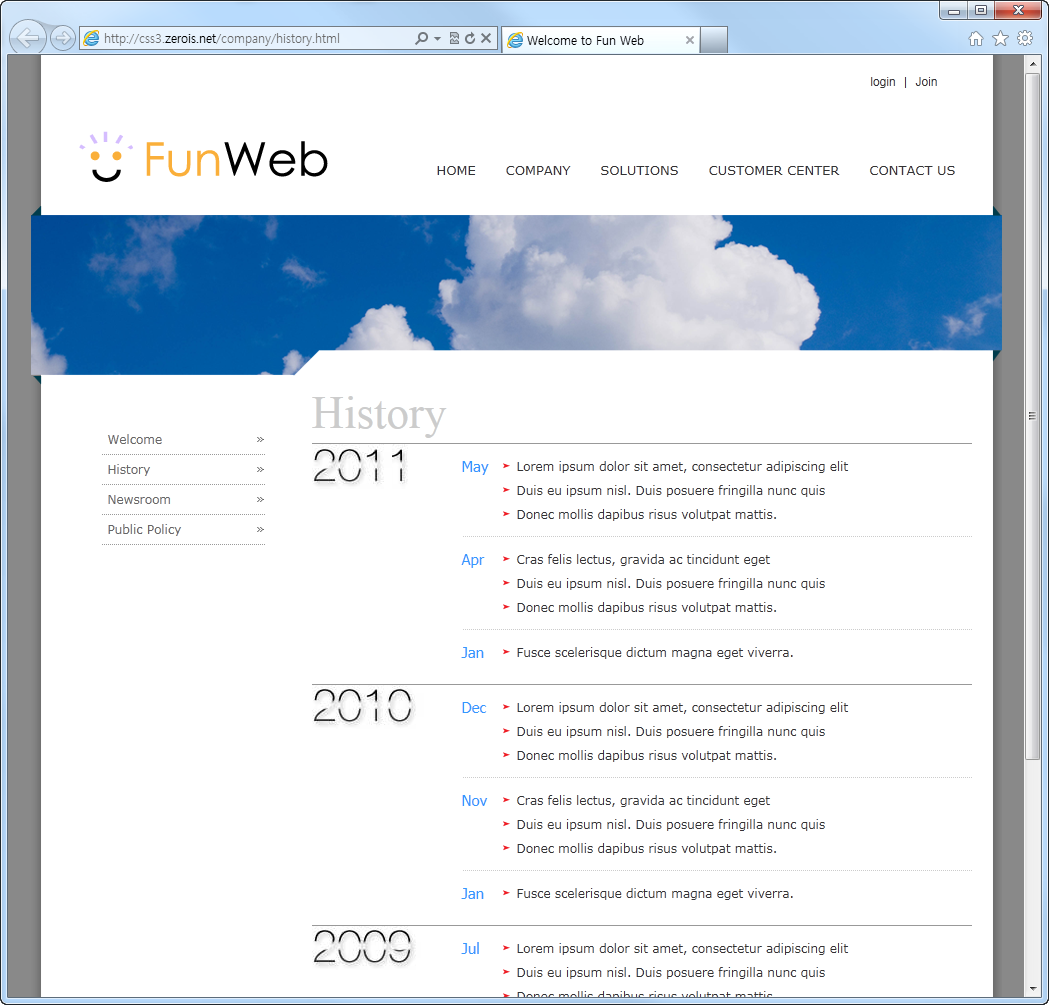 http://css3.zerois.net/company/history.html
Welcome to Fun Web
login | Join
FunWeb
HOME COMPANY SOLUTIONS CUSTOMER CENTER CONTACT US
History
Welcome »
History »
Newsroom »
Public Policy »
2011
May
Lorem ipsum dolor sit amet, consectetur adipiscing elit
Duis eu ipsum nisl. Duis posuere fringilla nunc quis
Donec mollis dapibus risus volutpat mattis.
Apr
Cras felis lectus, gravida ac tincidunt eget
Duis eu ipsum nisl. Duis posuere fringilla nunc quis
Donec mollis dapibus risus volutpat mattis.
Jan
Fusce scelerisque dictum magna eget viverra.
2010
Dec
Lorem ipsum dolor sit amet, consectetur adipiscing elit
Duis eu ipsum nisl. Duis posuere fringilla nunc quis
Donec mollis dapibus risus volutpat mattis.
Nov
Cras felis lectus, gravida ac tincidunt eget
Duis eu ipsum nisl. Duis posuere fringilla nunc quis
Donec mollis dapibus risus volutpat mattis.
Jan
Fusce scelerisque dictum magna eget viverra.
2009
Jul
Lorem ipsum dolor sit amet, consectetur adipiscing elit
Duis eu ipsum nisl. Duis posuere fringilla nunc quis
Donec mollis dapibus risus volutpat mattis.